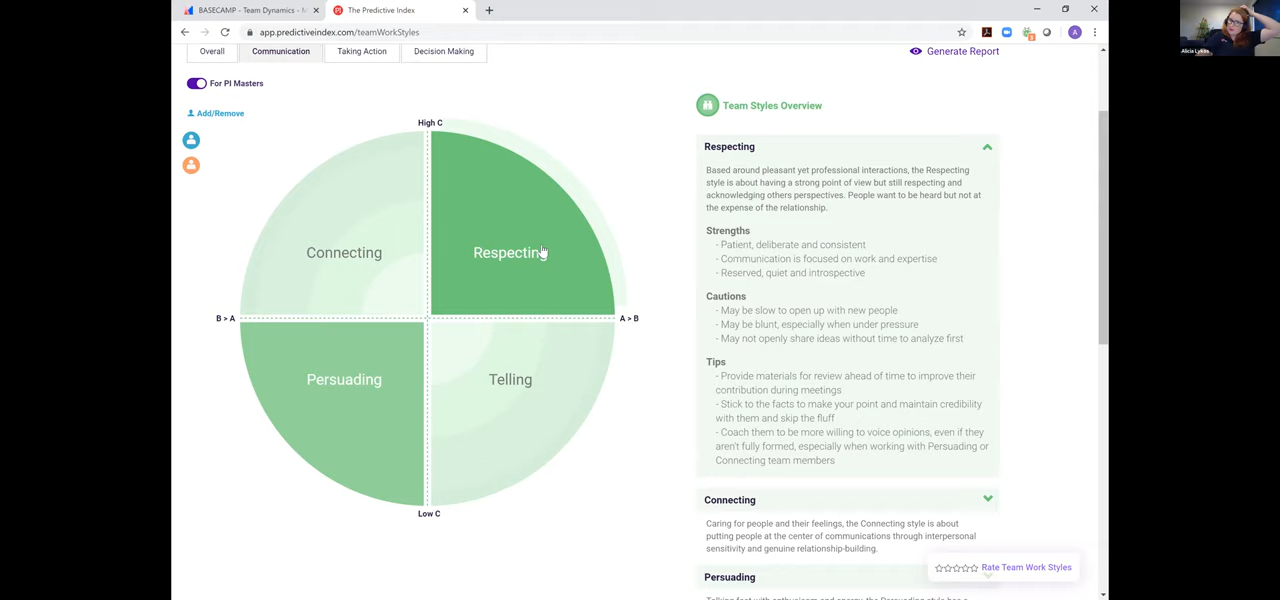 BASECAMP - Team Dynamics - M
The Predictive Index
app.predictiveindex.com/teamWorkStyles
Alicia Lykos
Overall
Communication
Taking Action
Decision Making
Generate Report
For PI Masters
Add/Remove
High C
Connecting
Respecting
B > A
A > B
Persuading
Telling
Low C
Team Styles Overview
Respecting
Based around pleasant yet professional interactions, the Respecting
style is about having a strong point of view but still respecting and
acknowledging others perspectives. People want to be heard but not at
the expense of the relationship.
Strengths
- Patient, deliberate and consistent
- Communication is focused on work and expertise
- Reserved, quiet and introspective
Cautions
- May be slow to open up with new people
- May be blunt, especially when under pressure
- May not openly share ideas without time to analyze first
Tips
- Provide materials for review ahead of time to improve their
contribution during meetings
- Stick to the facts to make your point and maintain credibility
with them and skip the fluff
- Coach them to be more willing to voice opinions, even if they
aren't fully formed, especially when working with Persuading or
Connecting team members
Connecting
Caring for people and their feelings, the Connecting style is about
putting people at the center of communications through interpersonal
sensitivity and genuine relationship-building.
Rate Team Work Styles
Persuading